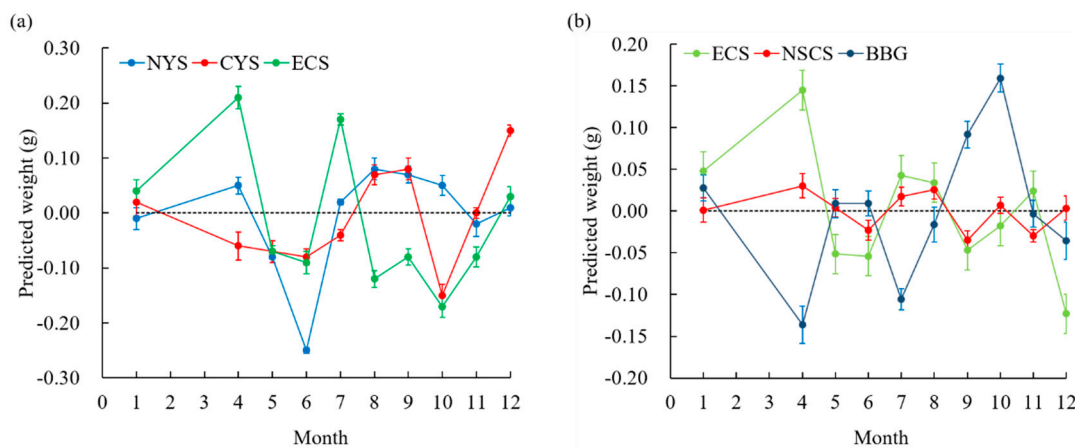 (a)
0.30
0.20
0.10
0.00
-0.10
-0.20
-0.30
Predicted weight (g)
NYS CYS ECS
0 1 2 3 4 5 6 7 8 9 10 11 12
Month
(b)
0.20
0.15
0.10
0.05
0.00
-0.05
-0.10
-0.15
-0.20
Predicted weight (g)
ECS NSCS BBG
0 1 2 3 4 5 6 7 8 9 10 11 12
Month